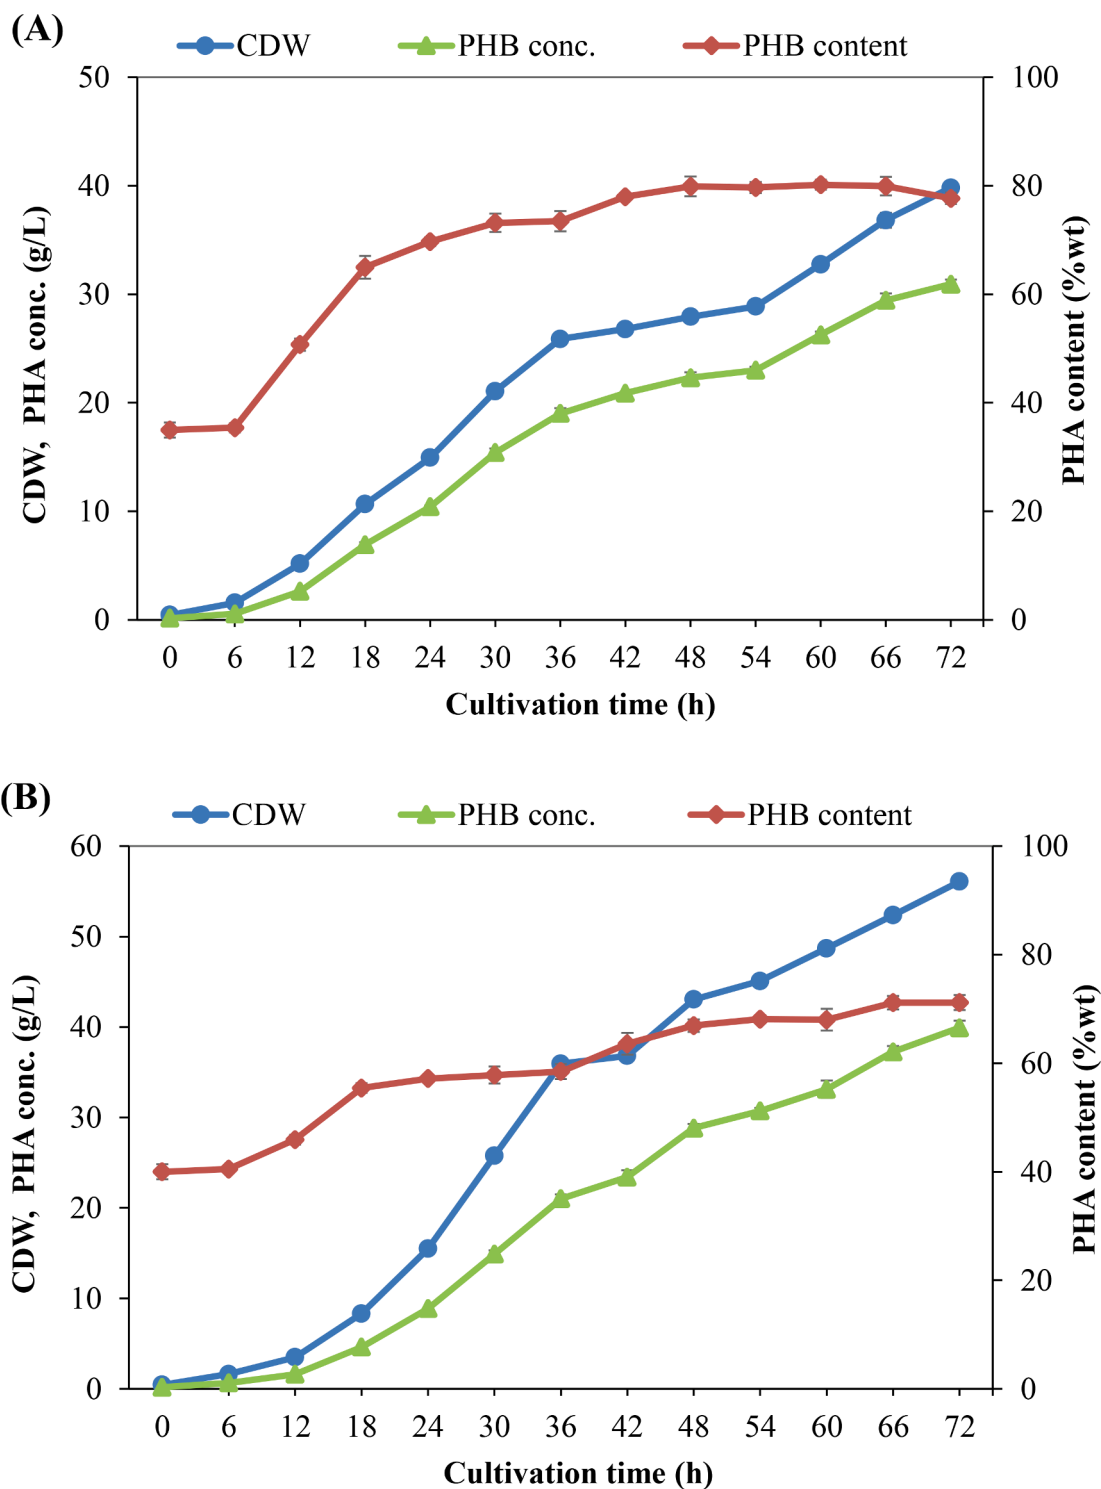 (A)
CDW PHB conc. PHB content
50 100
40 80
30 60
20 40
10 20
0 0
CDW, PHA conc. (g/L)
PHA content (%wt)
0 6 12 18 24 30 36 42 48 54 60 66 72
Cultivation time (h)
(B)
CDW PHB conc. PHB content
60 100
50 80
40 60
30 40
20 20
10 0
0
CDW, PHA conc. (g/L)
PHA content (%wt)
0 6 12 18 24 30 36 42 48 54 60 66 72
Cultivation time (h)